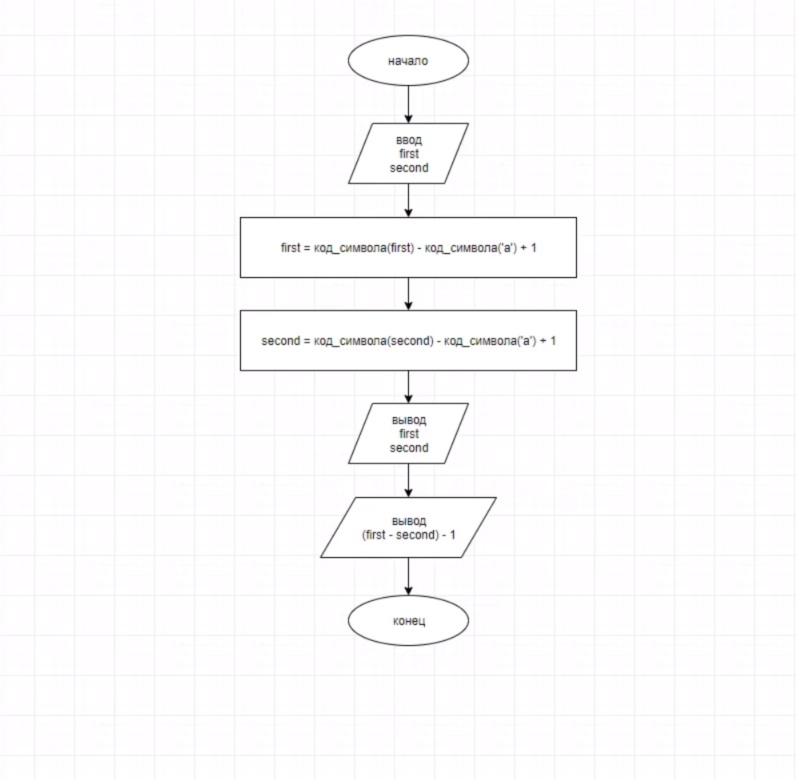 начало
ввод
first
second
first = код_символа(first) - код_символа('a') + 1
second = код_символа(second) - код_символа('a') + 1
вывод
first
second
вывод
(first - second) - 1
конец